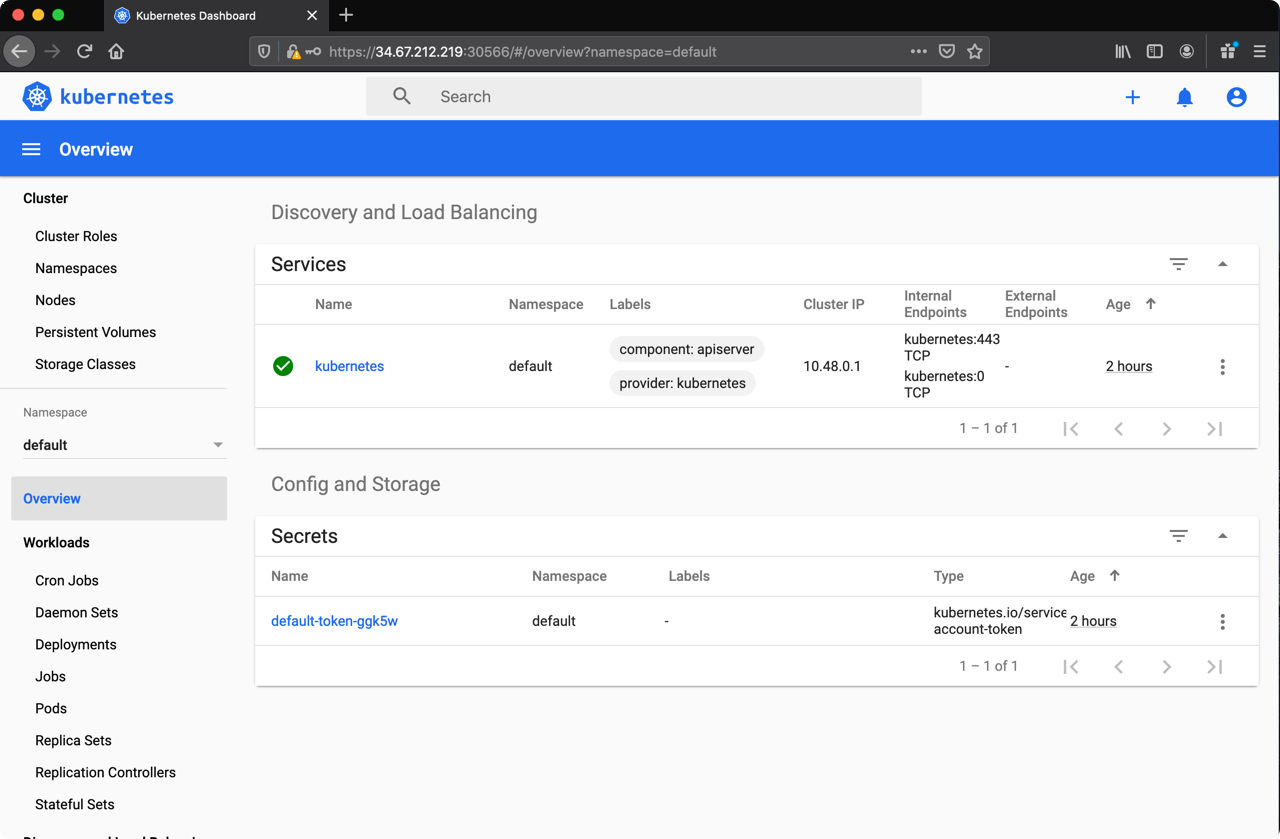 Kubernetes Dashboard
https://34.67.212.219:30566/#/overview?namespace=default
kubernetes
Search
Overview
Cluster
Cluster Roles
Namespaces
Nodes
Persistent Volumes
Storage Classes
Namespace
default
Overview
Workloads
Cron Jobs
Daemon Sets
Deployments
Jobs
Pods
Replica Sets
Replication Controllers
Stateful Sets
Discovery and Load Balancing
Services
Name Namespace Labels Cluster IP Internal Endpoints External Endpoints Age
kubernetes default component: apiserver provider: kubernetes 10.48.0.1 kubernetes:443 TCP kubernetes:0 TCP - 2 hours
1 – 1 of 1
Config and Storage
Secrets
Name Namespace Labels Type Age
default-token-ggk5w default - kubernetes.io/service account-token 2 hours
1 – 1 of 1